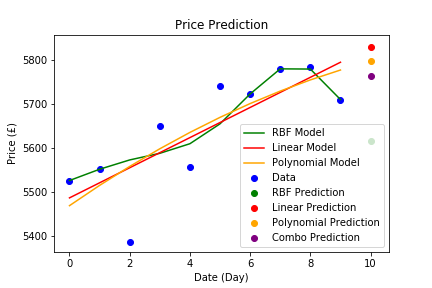 Price Prediction
Price (£)
5800
5700
5600
5500
5400
RBF Model
Linear Model
Polynomial Model
Data
RBF Prediction
Linear Prediction
Polynomial Prediction
Combo Prediction
0 2 4 6 8 10
Date (Day)